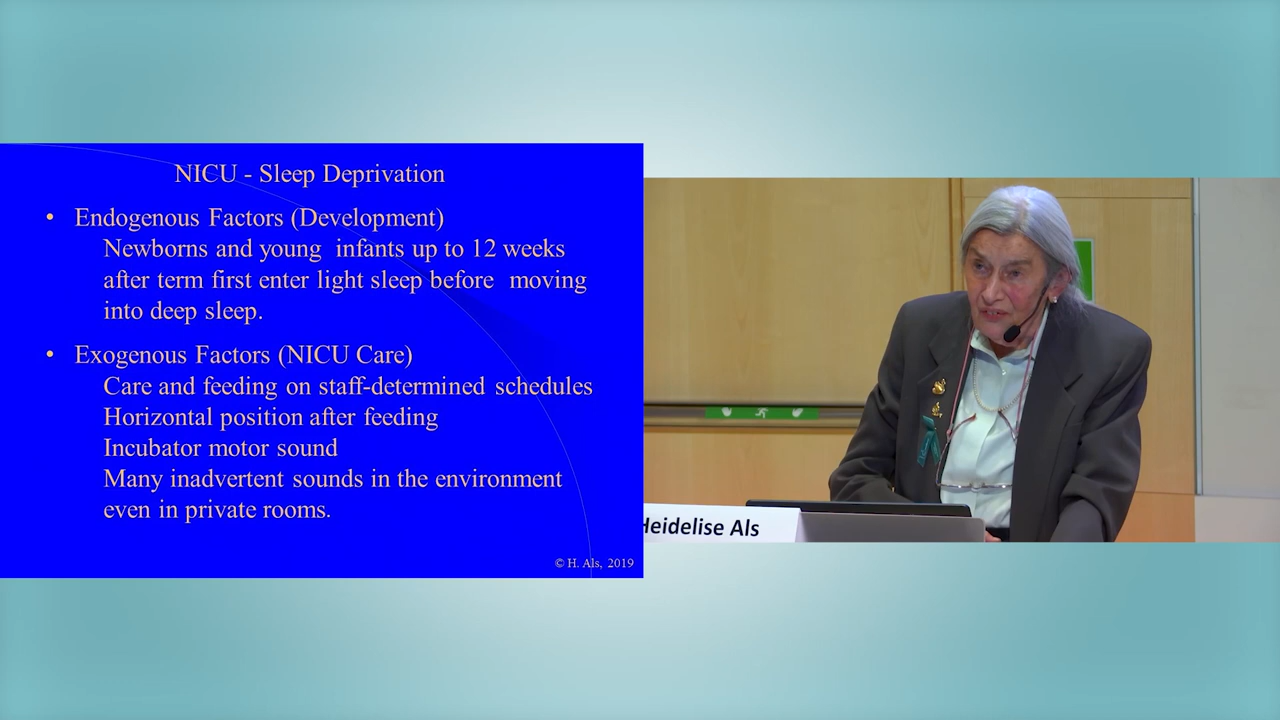 NICU - Sleep Deprivation
• Endogenous Factors (Development)
Newborns and young infants up to 12 weeks
after term first enter light sleep before moving
into deep sleep.
• Exogenous Factors (NICU Care)
Care and feeding on staff-determined schedules
Horizontal position after feeding
Incubator motor sound
Many inadvertent sounds in the environment
even in private rooms.
© H. Als, 2019
Heidelise Als